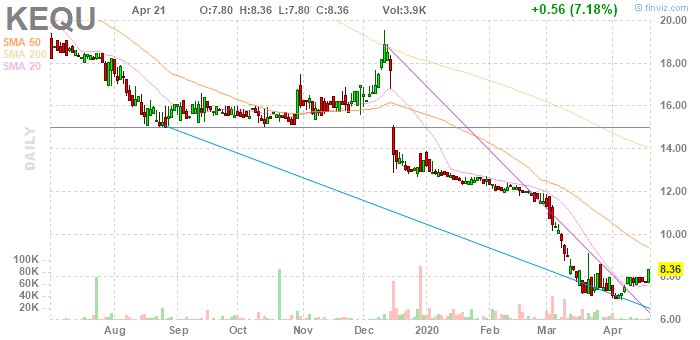 KEQU Apr 21 O:7.80 H:8.36 L:7.80 C:8.36 Vol:3.9K +0.56 (7.18%) © finviz.com
SMA 50
SMA 200
SMA 20
DAILY
20.00
18.00
16.00
14.00
12.00
10.00
8.36
6.00
100K
80K
60K
40K
20K
Aug Sep Oct Nov Dec 2020 Feb Mar Apr